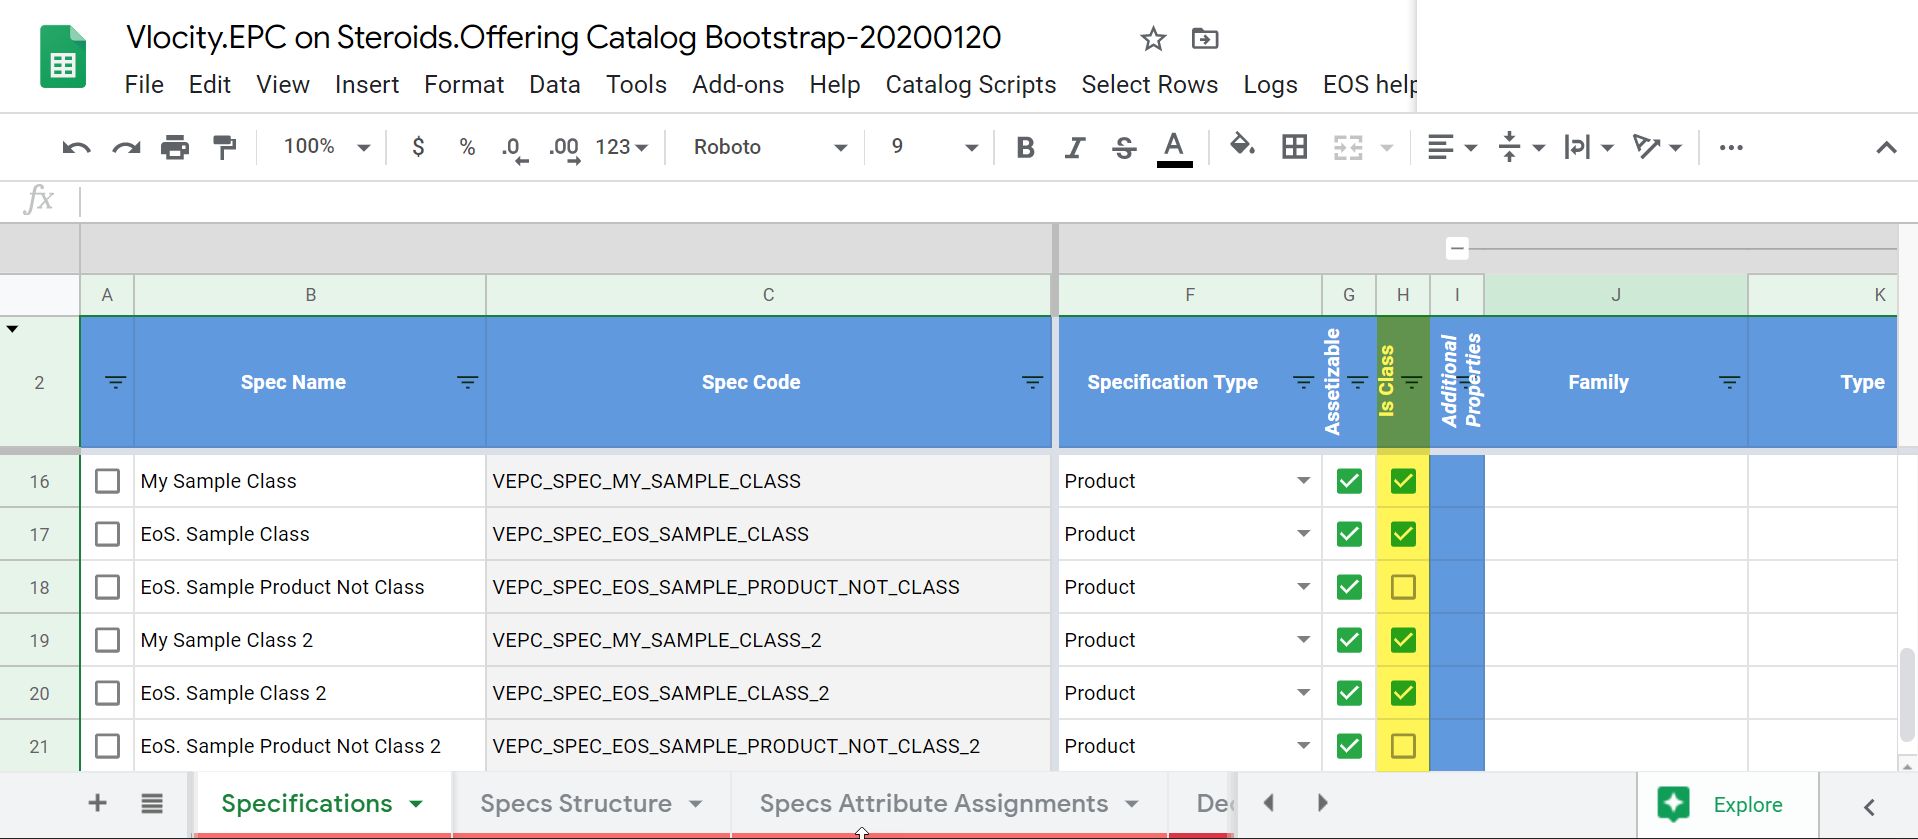 Vlocity.EPC on Steroids.Offering Catalog Bootstrap-20200120
File Edit View Insert Format Data Tools Add-ons Help Catalog Scripts Select Rows Logs EOS help
100% $ % .0 .00 123 Roboto 9 B I S A
fx
A B C F G H I J K
2 Spec Name Spec Code Specification Type Assetizable Is Class Additional Properties Family Type
16 My Sample Class VEPC_SPEC_MY_SAMPLE_CLASS Product
17 EoS. Sample Class VEPC_SPEC_EOS_SAMPLE_CLASS Product
18 EoS. Sample Product Not Class VEPC_SPEC_EOS_SAMPLE_PRODUCT_NOT_CLASS Product
19 My Sample Class 2 VEPC_SPEC_MY_SAMPLE_CLASS_2 Product
20 EoS. Sample Class 2 VEPC_SPEC_EOS_SAMPLE_CLASS_2 Product
21 EoS. Sample Product Not Class 2 VEPC_SPEC_EOS_SAMPLE_PRODUCT_NOT_CLASS_2 Product
Specifications Specs Structure Specs Attribute Assignments Explore